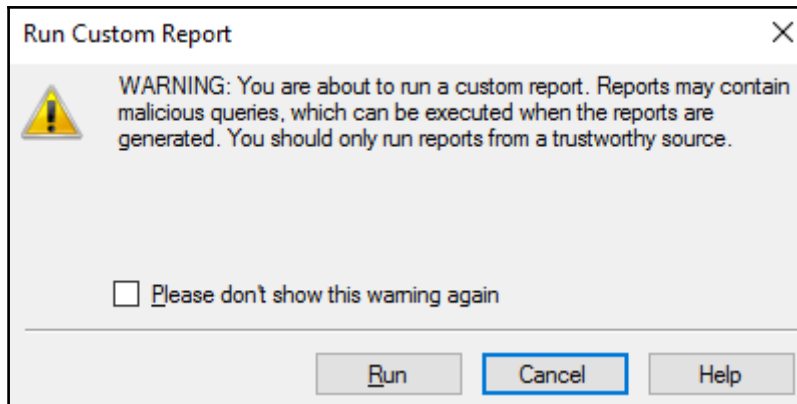 Run Custom Report
WARNING: You are about to run a custom report. Reports may contain
malicious queries, which can be executed when the reports are
generated. You should only run reports from a trustworthy source.
Please don't show this warning again
Run
Cancel
Help